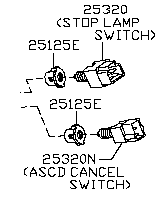 25320
(STOP LAMP
SWITCH)
25125E
25125E
25320N
(ASCD CANCEL
SWITCH)